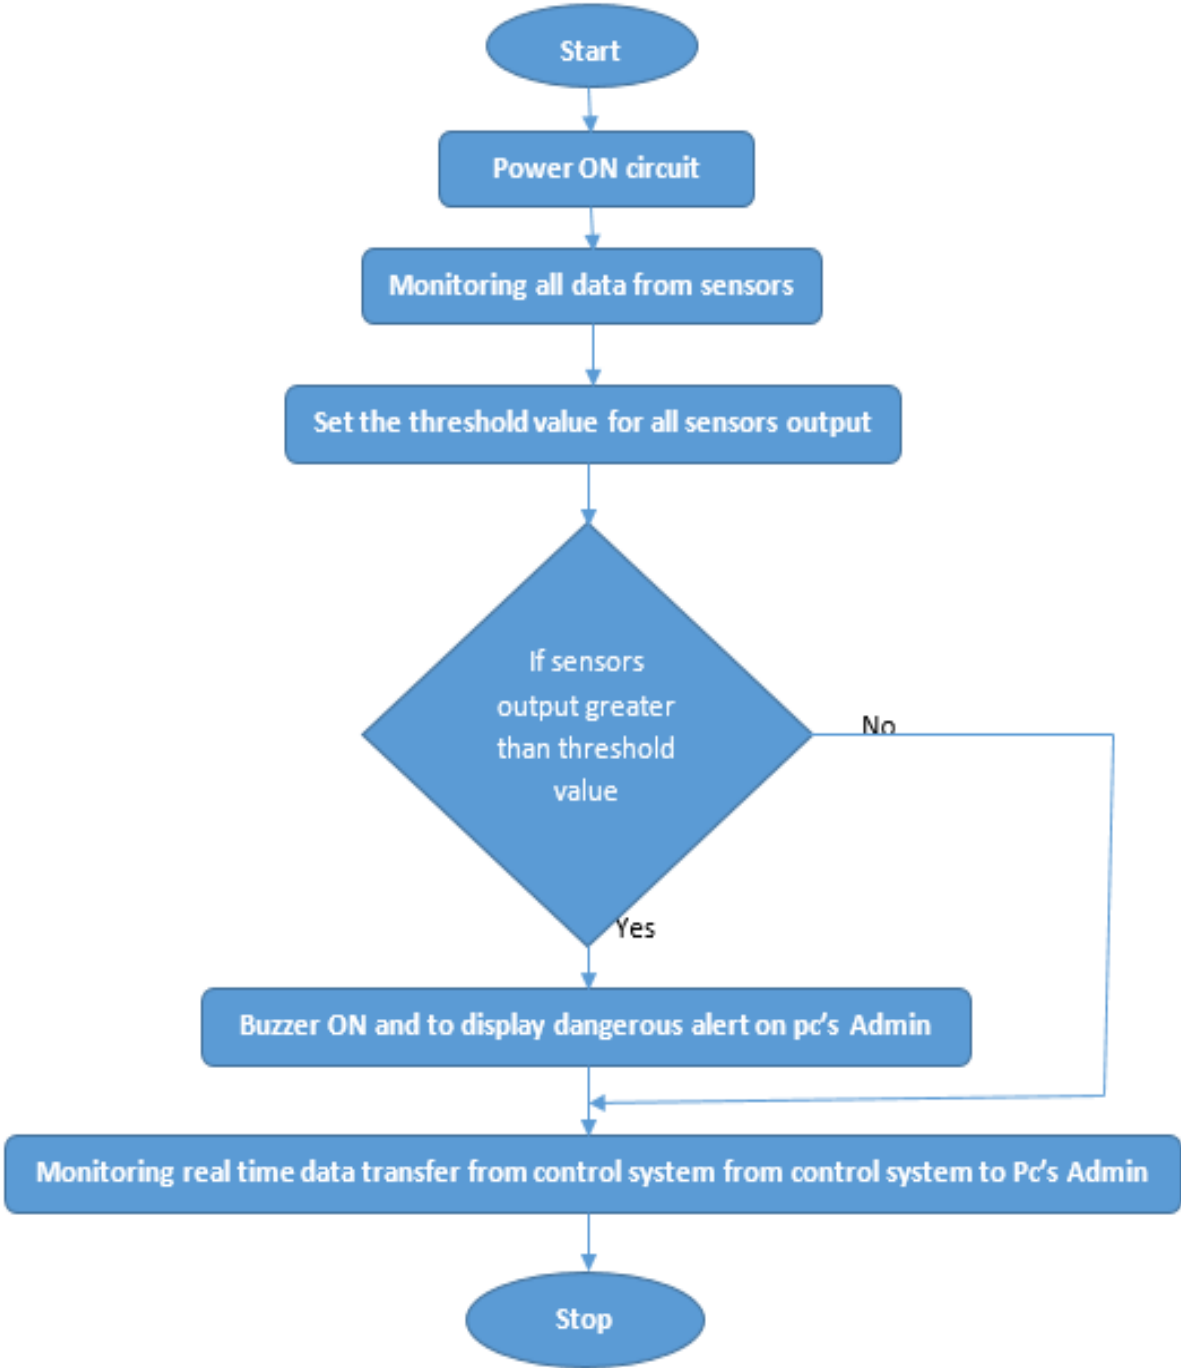 Start
Power ON circuit
Monitoring all data from sensors
Set the threshold value for all sensors output
If sensors
output greater
than threshold
value
No
Yes
Buzzer ON and to display dangerous alert on pc’s Admin
Monitoring real time data transfer from control system from control system to Pc’s Admin
Stop